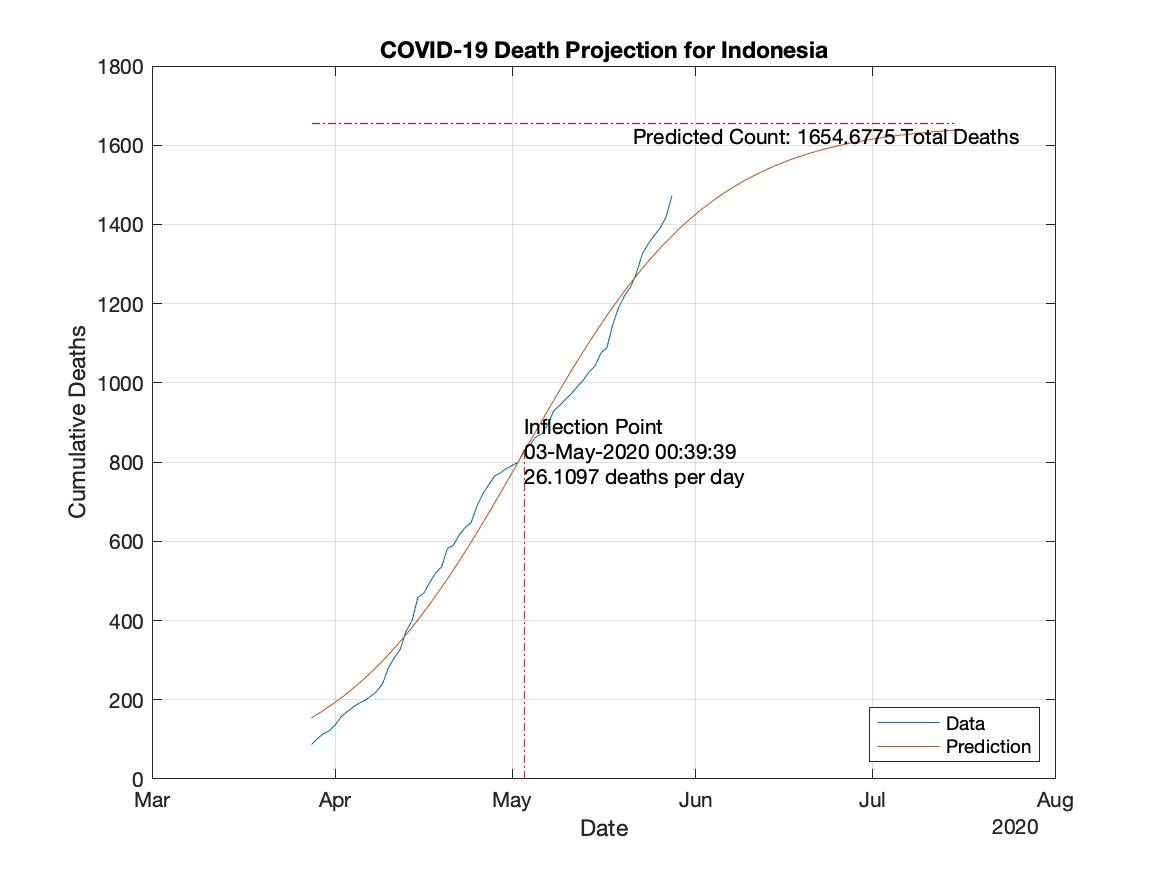 COVID-19 Death Projection for Indonesia
1800
1600
1400
1200
1000
800
600
400
200
0
Cumulative Deaths
Predicted Count: 1654.6775 Total Deaths
Inflection Point
03-May-2020 00:39:39
26.1097 deaths per day
Data
Prediction
Mar Apr May Jun Jul Aug
Date
2020